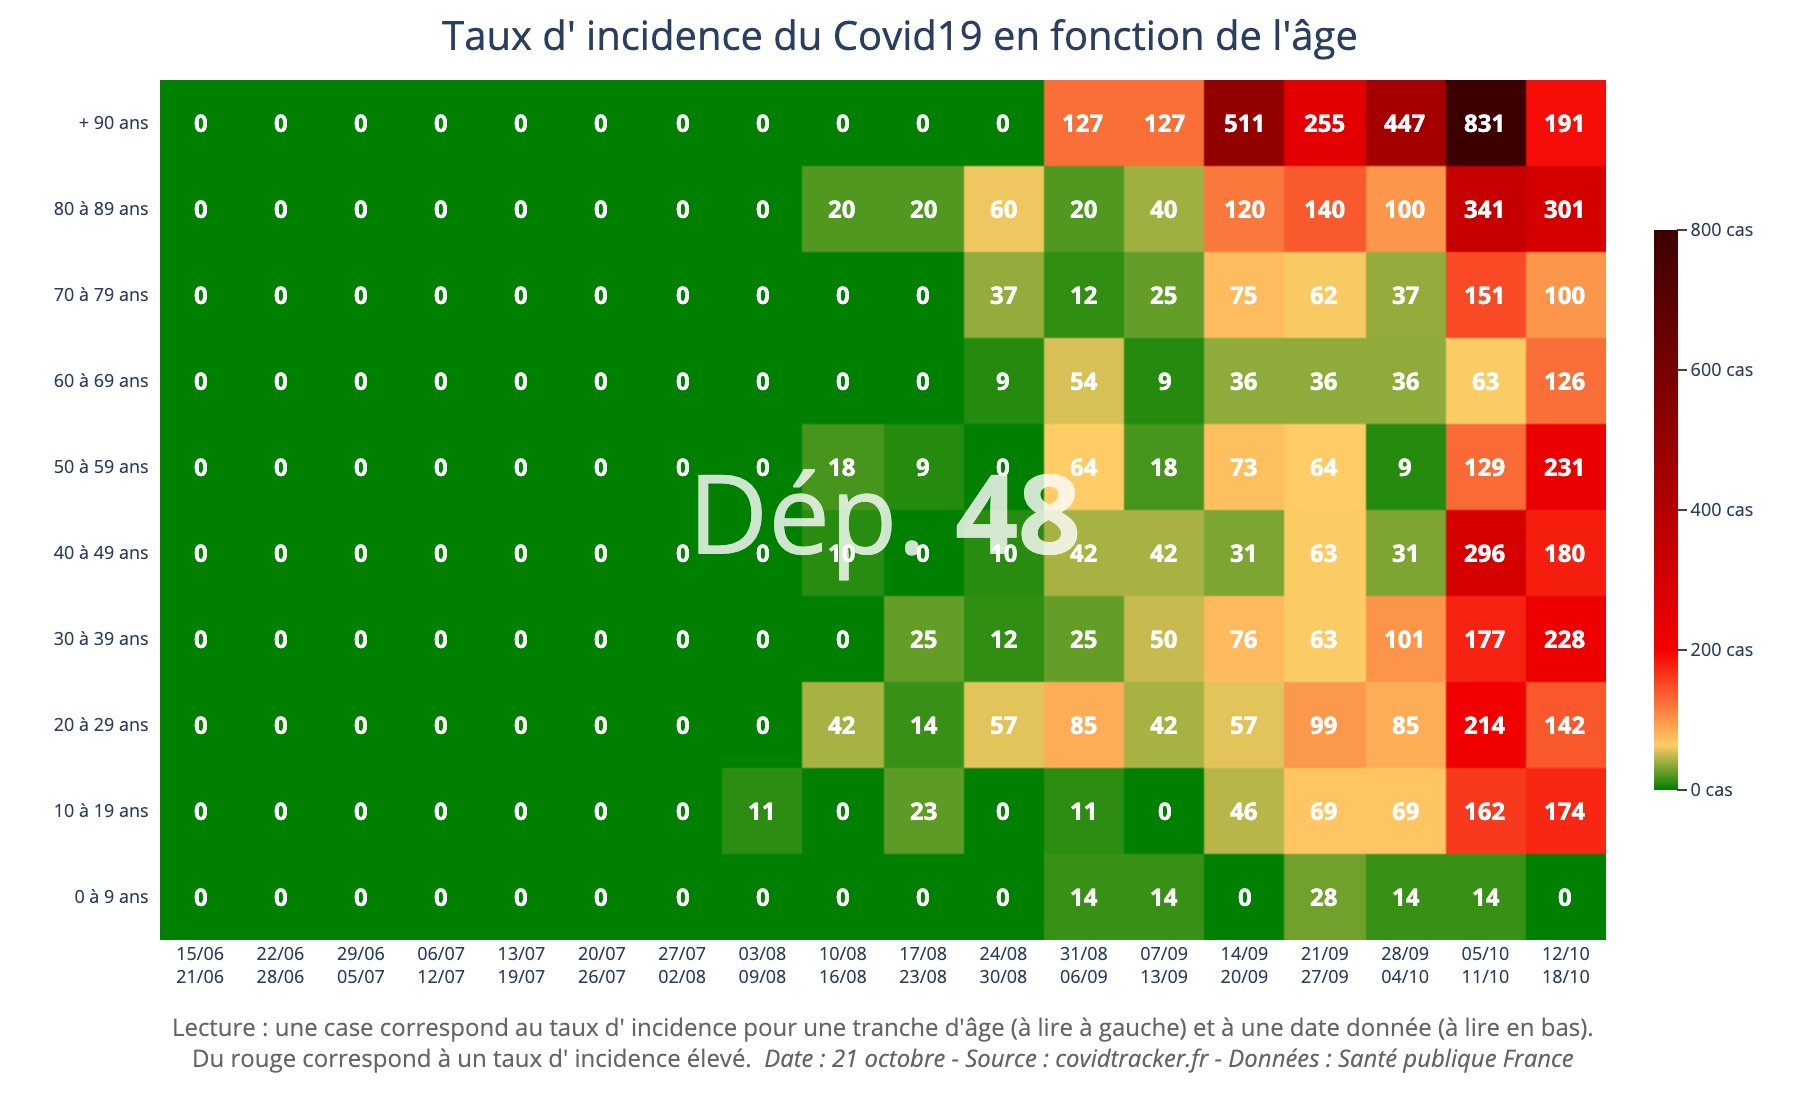 Taux d' incidence du Covid19 en fonction de l'âge
+ 90 ans 0 0 0 0 0 0 0 0 0 0 0 127 127 511 255 447 831 191
80 à 89 ans 0 0 0 0 0 0 0 0 20 20 60 20 40 120 140 100 341 301
800 cas
70 à 79 ans 0 0 0 0 0 0 0 0 0 0 37 12 25 75 62 37 151 100
60 à 69 ans 0 0 0 0 0 0 0 0 0 0 9 54 9 36 36 36 63 126
600 cas
50 à 59 ans 0 0 0 0 0 0 0 0 18 9 0 64 18 73 64 9 129 231
Dép. 48
400 cas
40 à 49 ans 0 0 0 0 0 0 0 0 10 0 10 42 42 31 63 31 296 180
30 à 39 ans 0 0 0 0 0 0 0 0 0 25 12 25 50 76 63 101 177 228
200 cas
20 à 29 ans 0 0 0 0 0 0 0 0 42 14 57 85 42 57 99 85 214 142
0 cas
10 à 19 ans 0 0 0 0 0 0 0 11 0 23 0 11 0 46 69 69 162 174
0 à 9 ans 0 0 0 0 0 0 0 0 0 0 0 14 14 0 28 14 14 0
15/06 22/06 29/06 06/07 13/07 20/07 27/07 03/08 10/08 17/08 24/08 31/08 07/09 14/09 21/09 28/09 05/10 12/10
21/06 28/06 05/07 12/07 19/07 26/07 02/08 09/08 16/08 23/08 30/08 06/09 13/09 20/09 27/09 04/10 11/10 18/10
Lecture : une case correspond au taux d' incidence pour une tranche d'âge (à lire à gauche) et à une date donnée (à lire en bas).
Du rouge correspond à un taux d' incidence élevé. Date : 21 octobre - Source : covidtracker.fr - Données : Santé publique France